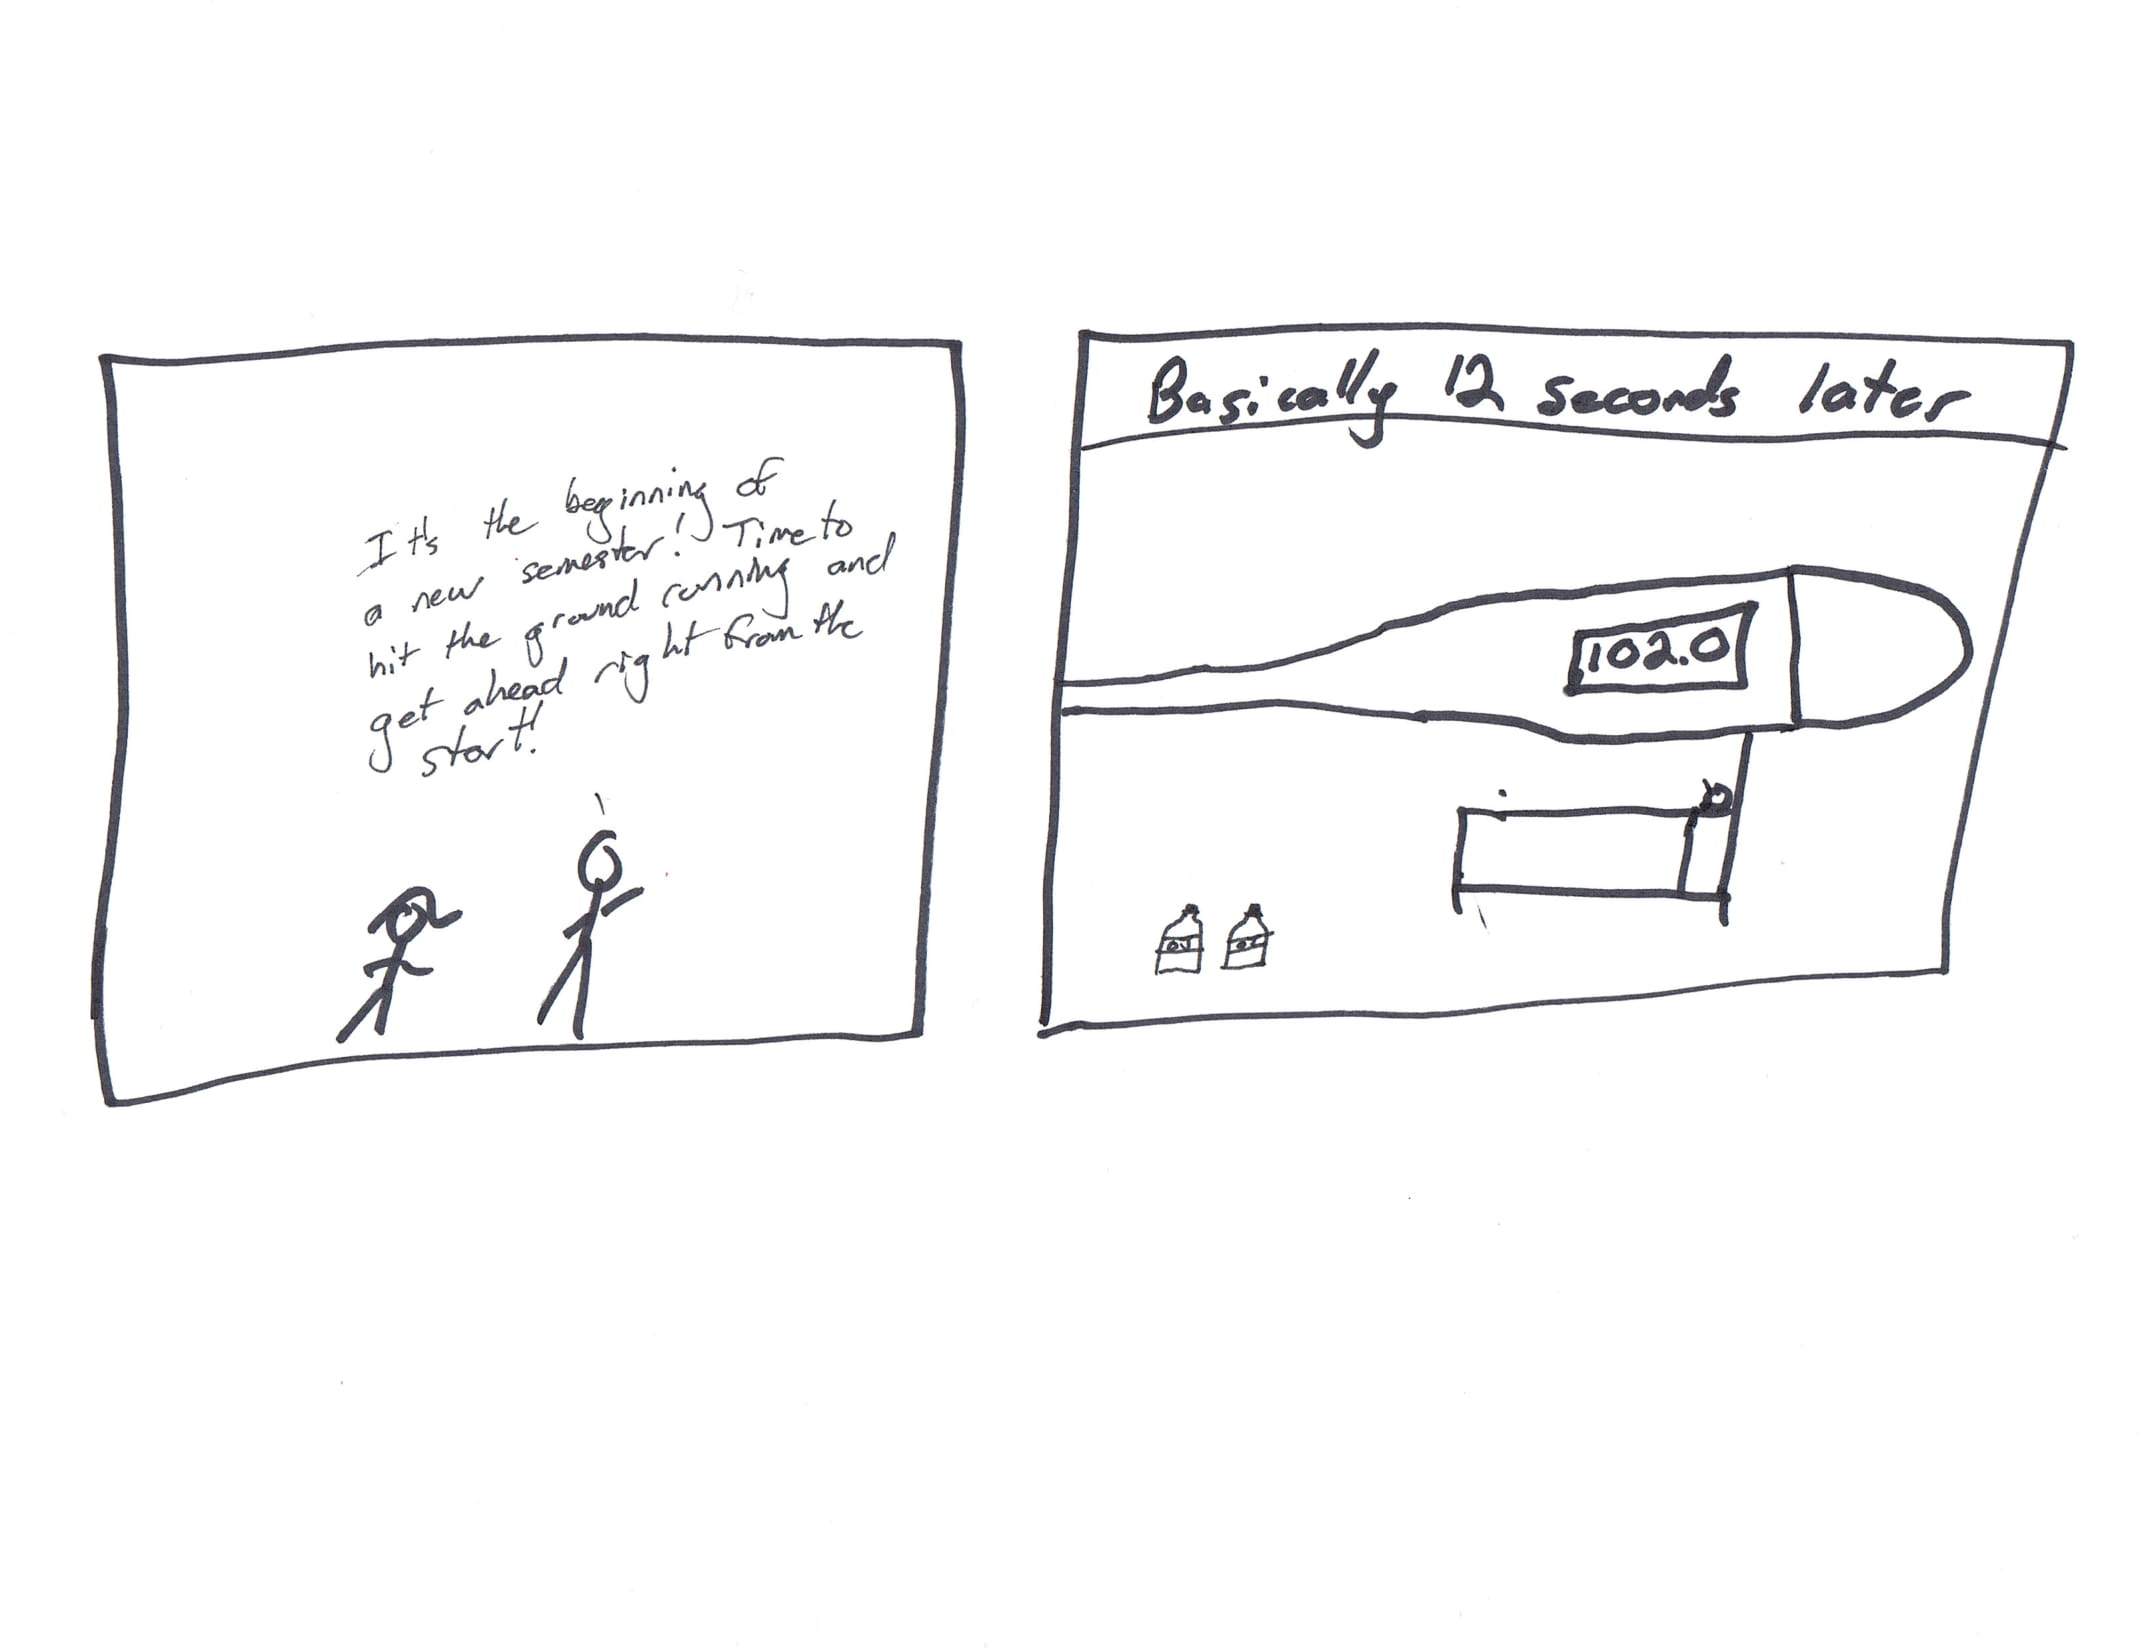 It's the beginning of
a new semester! Time to
hit the ground running and
get ahead right from the
start!
Basically 12 seconds later
102.0
OJ
OJ